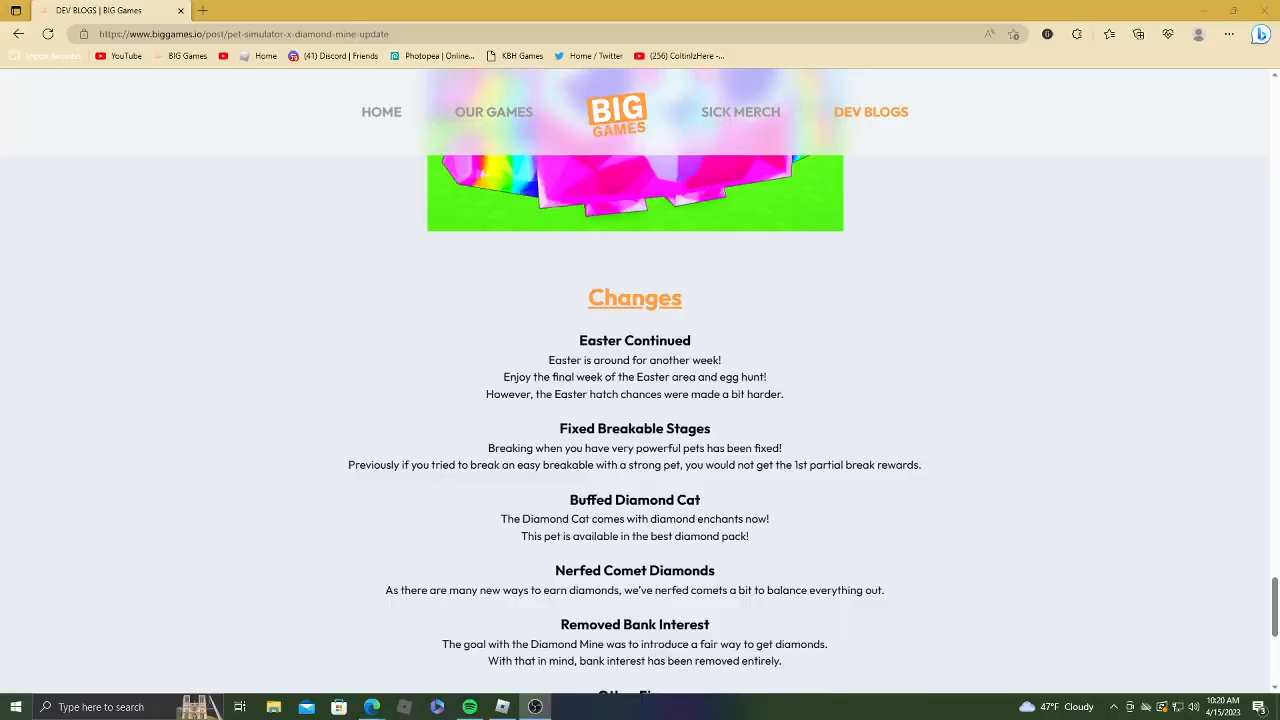 DEV BLOGS | BIG Games
https://www.biggames.io/post/pet-simulator-x-diamond-mine-update
Import favorites
YouTube
BIG Games
Home
(41) Discord | Friends
Photopea | Online...
K8H Games
Home / Twitter
(256) ColtinIzHere -...
HOME
OUR GAMES
BIG
GAMES
SICK MERCH
DEV BLOGS
Changes
Easter Continued
Easter is around for another week!
Enjoy the final week of the Easter area and egg hunt!
However, the Easter hatch chances were made a bit harder.
Fixed Breakable Stages
Breaking when you have very powerful pets has been fixed!
Previously if you tried to break an easy breakable with a strong pet, you would not get the 1st partial break rewards.
Buffed Diamond Cat
The Diamond Cat comes with diamond enchants now!
This pet is available in the best diamond pack!
Nerfed Comet Diamonds
As there are many new ways to earn diamonds, we've nerfed comets a bit to balance everything out.
Removed Bank Interest
The goal with the Diamond Mine was to introduce a fair way to get diamonds.
With that in mind, bank interest has been removed entirely.
Type here to search
47°F Cloudy
10:20 AM
4/15/2023